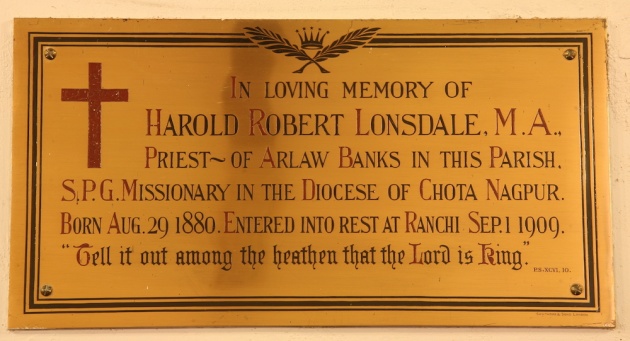 In loving memory of
Harold Robert Lonsdale, M.A.,
Priest~ of Arlaw Banks in this Parish.
S.P.G. Missionary in the Diocese of Chota Nagpur.
Born Aug. 29 1880. Entered into rest at Ranchi Sep. 1 1909.
"Tell it out among the heathen that the Lord is King."
PS-XCVI, 10.